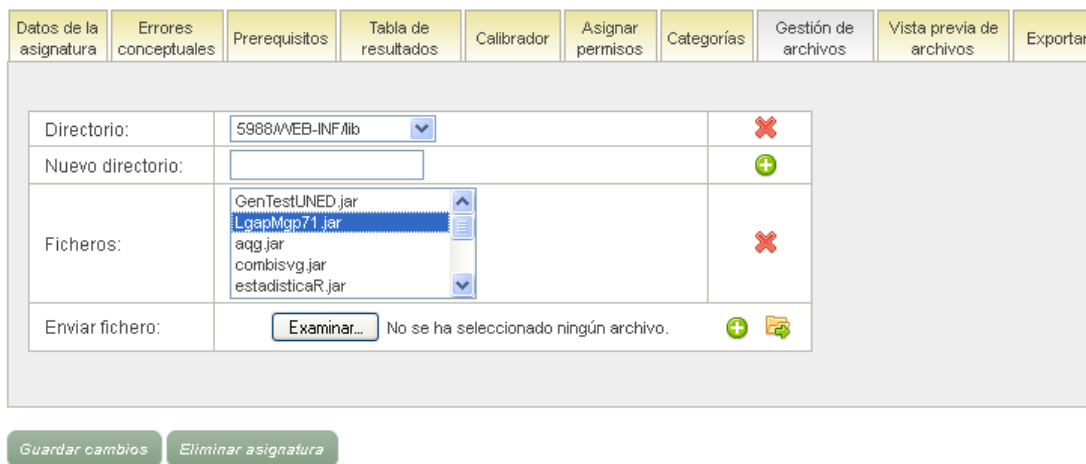 Datos de la asignatura
Errores conceptuales
Prerequisitos
Tabla de resultados
Calibrador
Asignar permisos
Categorías
Gestión de archivos
Vista previa de archivos
Exportar
Directorio: 5988/WEB-INF/lib
Nuevo directorio:
Ficheros:
GenTestUNED.jar
LgapMgp71.jar
aqg.jar
combisvg.jar
estadisticaR.jar
Enviar fichero: Examinar... No se ha seleccionado ningún archivo.
Guardar cambios Eliminar asignatura